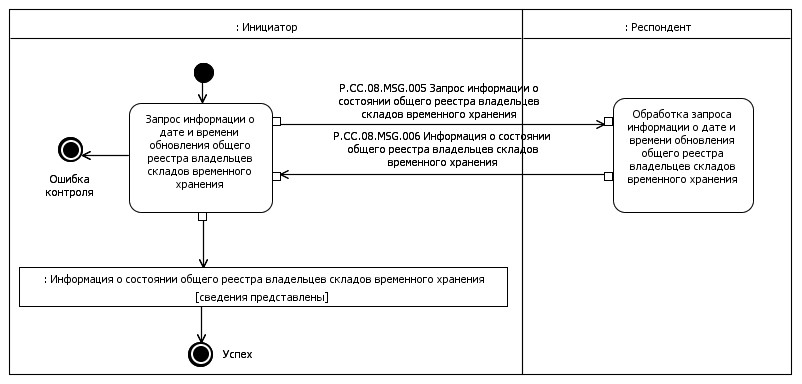 : Инициатор
: Респондент
P.CC.08.MSG.005 Запрос информации о
состоянии общего реестра владельцев
складов временного хранения
Запрос информации о
дате и времени
обновления общего
реестра владельцев
складов временного
хранения
Обработка запроса
информации о дате и
времени обновления
общего реестра
владельцев складов
временного хранения
P.CC.08.MSG.006 Информация о состоянии
общего реестра владельцев складов
временного хранения
Ошибка
контроля
: Информация о состоянии общего реестра владельцев складов временного хранения
[сведения представлены]
Успех